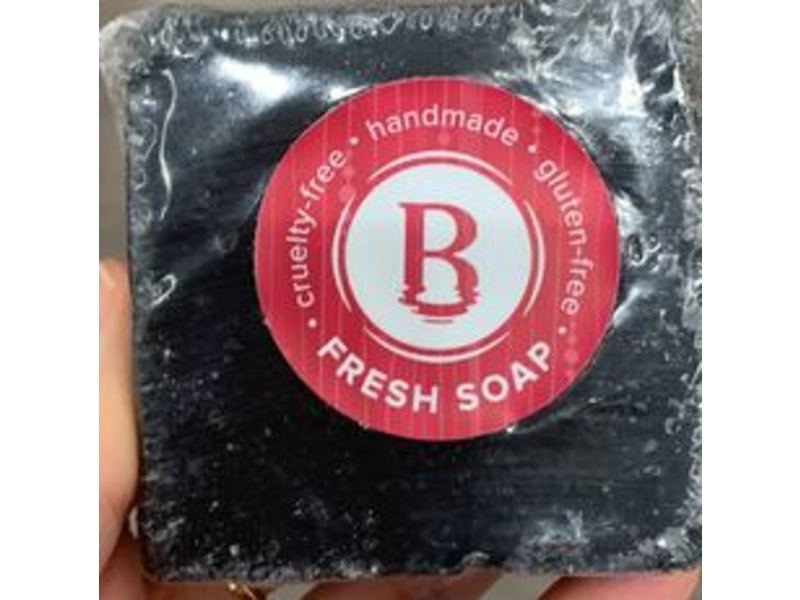 cruelty-free • handmade • gluten-free
B
• FRESH SOAP •